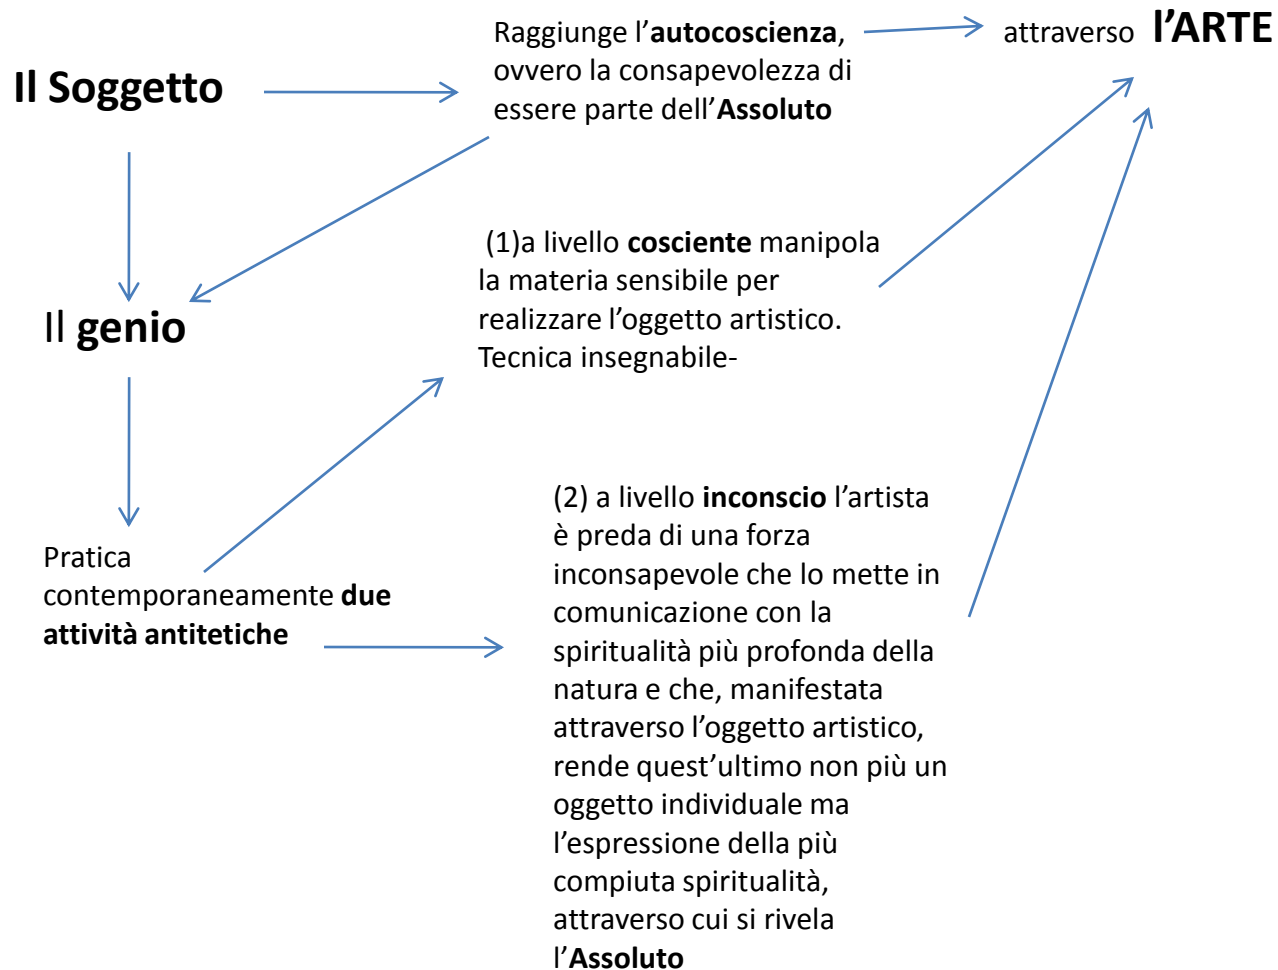 Il Soggetto
Raggiunge l'autocoscienza,
ovvero la consapevolezza di
essere parte dell'Assoluto
attraverso l'ARTE
(1)a livello cosciente manipola
la materia sensibile per
realizzare l'oggetto artistico.
Tecnica insegnabile-
Il genio
Pratica
contemporaneamente due
attività antitetiche
(2) a livello inconscio l'artista
è preda di una forza
inconsapevole che lo mette in
comunicazione con la
spiritualità più profonda della
natura e che, manifestata
attraverso l'oggetto artistico,
rende quest'ultimo non più un
oggetto individuale ma
l'espressione della più
compiuta spiritualità,
attraverso cui si rivela
l'Assoluto